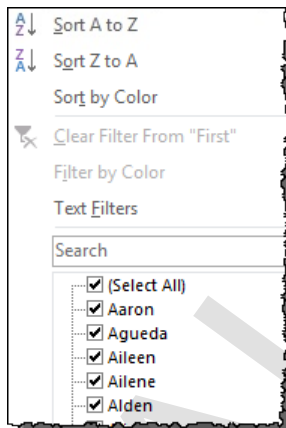 Sort A to Z
Sort Z to A
Sort by Color
Clear Filter From "First"
Filter by Color
Text Filters
Search
(Select All)
Aaron
Agueda
Aileen
Ailene
Alden